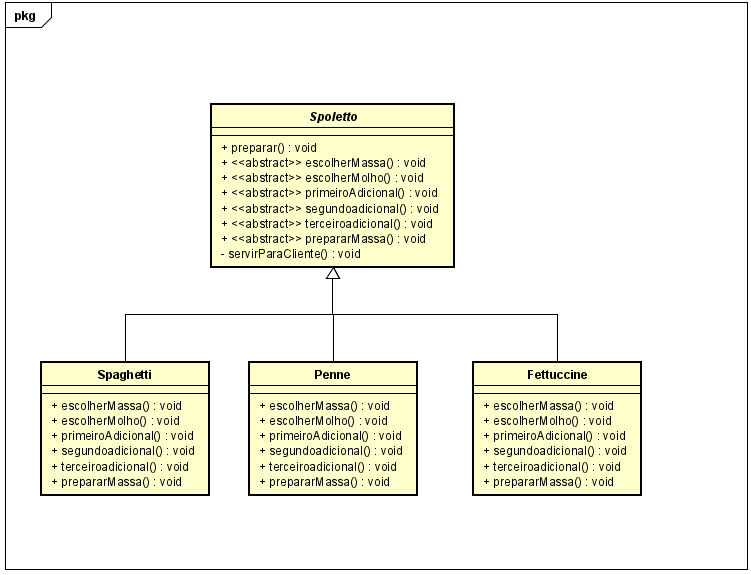 pkg
Spoletto
+ preparar() : void
+ <<abstract>> escolherMassa() : void
+ <<abstract>> escolherMolho() : void
+ <<abstract>> primeiroAdicional() : void
+ <<abstract>> segundoadicional() : void
+ <<abstract>> terceiroadicional() : void
+ <<abstract>> prepararMassa() : void
- servirParaCliente() : void
Spaghetti
+ escolherMassa() : void
+ escolherMolho() : void
+ primeiroAdicional() : void
+ segundoadicional() : void
+ terceiroadicional() : void
+ prepararMassa() : void
Penne
+ escolherMassa() : void
+ escolherMolho() : void
+ primeiroAdicional() : void
+ segundoadicional() : void
+ terceiroadicional() : void
+ prepararMassa() : void
Fettuccine
+ escolherMassa() : void
+ escolherMolho() : void
+ primeiroAdicional() : void
+ segundoadicional() : void
+ terceiroadicional() : void
+ prepararMassa() : void